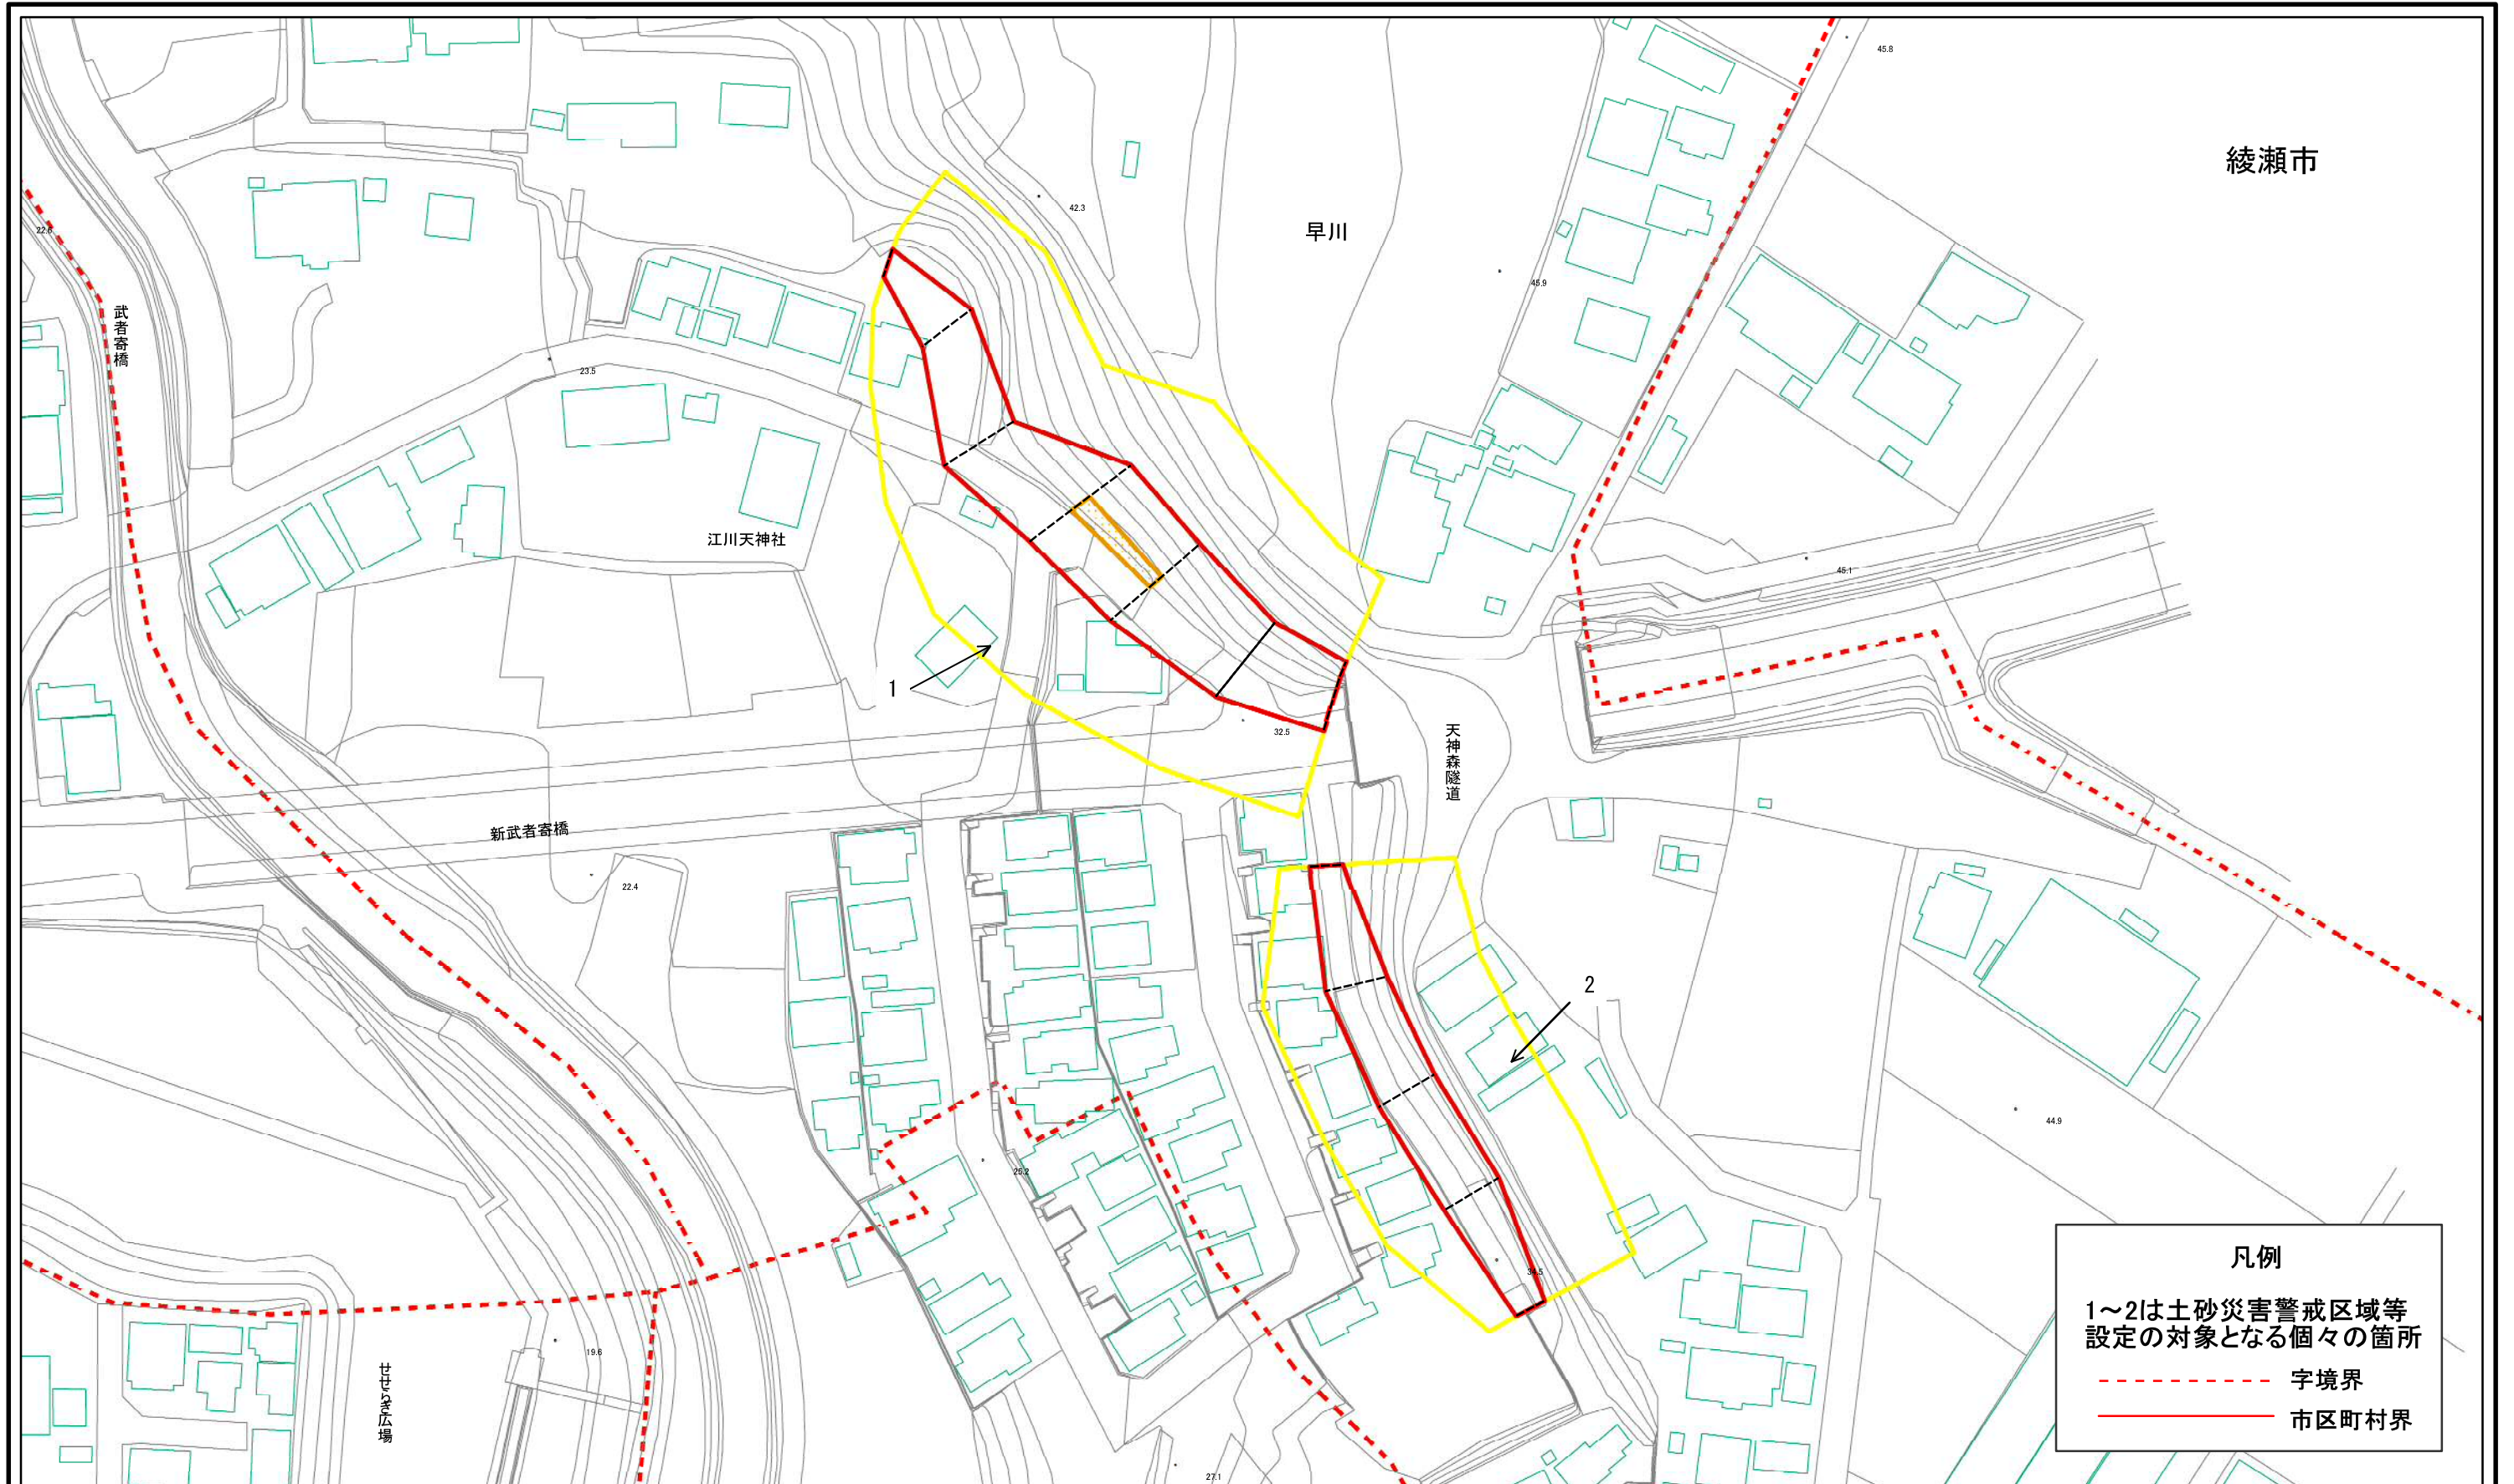 45.8
綾瀬市
42.3
早川
22.6
45.9
武者寄橋
23.5
江川天神社
45.1
1
32.5
天神森隧道
新武者寄橋
22.4
2
44.9
25.2
34.5
19.6
せせらぎ広場
27.1
凡例
1~2は土砂災害警戒区域等
設定の対象となる個々の箇所
字境界
市区町村界